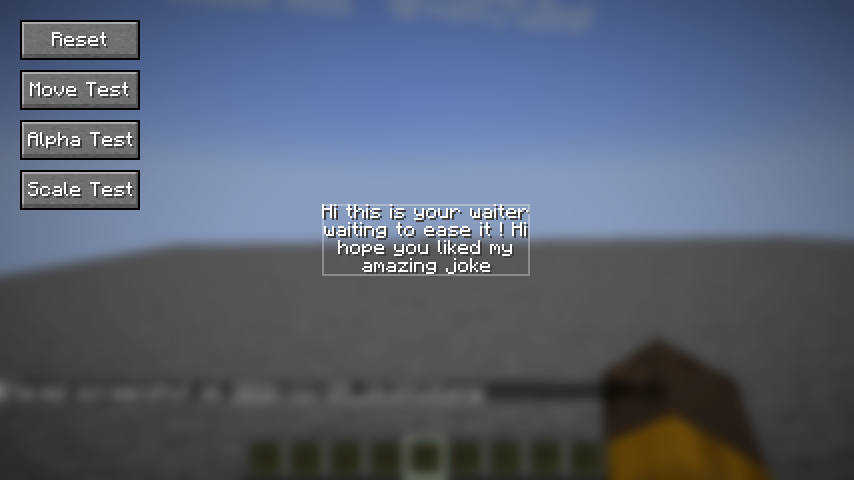 Reset
Move Test
Alpha Test
Scale Test
Hi this is your waiter
waiting to ease it ! Hi
hope you liked my
amazing joke